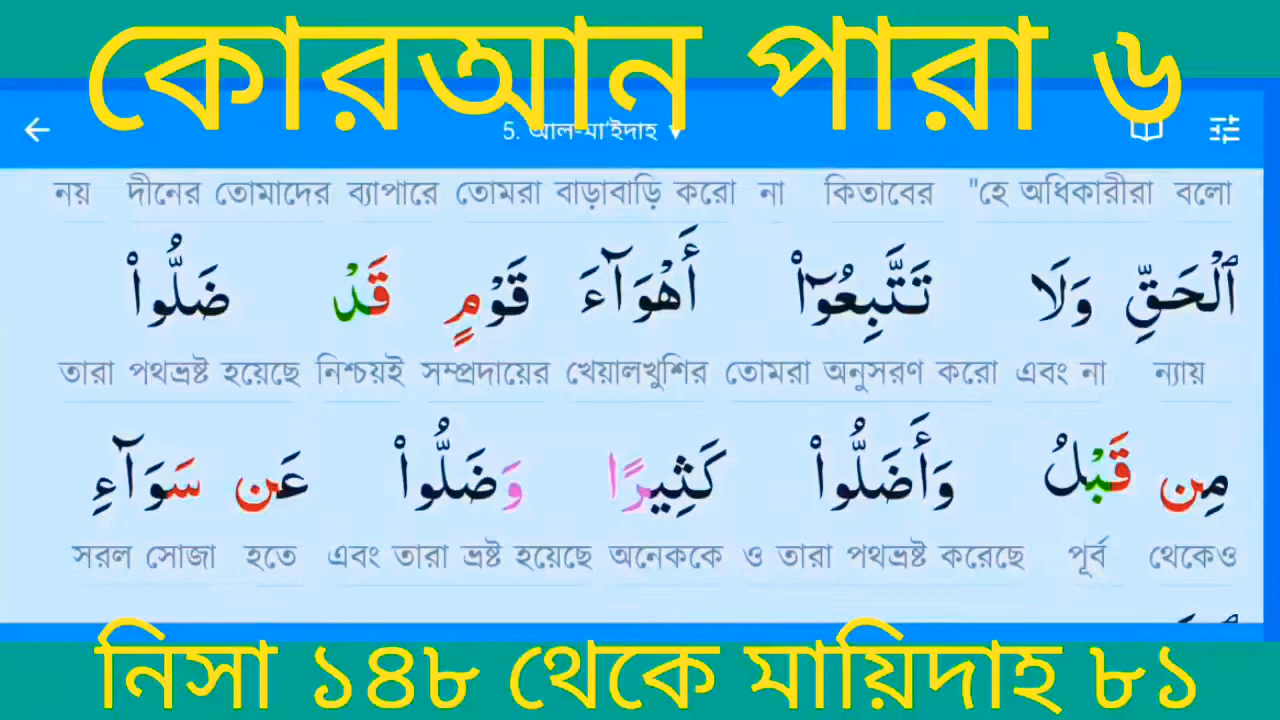 কোরআন পারা ৬
5. আল-মা'ইদাহ ▼
নয় দীনের তোমাদের ব্যাপারে তোমরা বাড়াবাড়ি করো না কিতাবের "হে অধিকারীরা বলো
ٱلْحَقِّ وَلَا تَتَّبِعُوٓا۟ أَهْوَآءَ قَوْمٍ قَدْ ضَلُّوا۟
তারা পথভ্রষ্ট হয়েছে নিশ্চয়ই সম্প্রদায়ের খেয়ালখুশির তোমরা অনুসরণ করো এবং না ন্যায়
مِن قَبْلُ وَأَضَلُّوا۟ كَثِيرًا وَضَلُّوا۟ عَن سَوَآءِ
সরল সোজা হতে এবং তারা ভ্রষ্ট হয়েছে অনেককে ও তারা পথভ্রষ্ট করেছে পূর্ব থেকেও
নিসা ১৪৮ থেকে মায়িদাহ ৮১